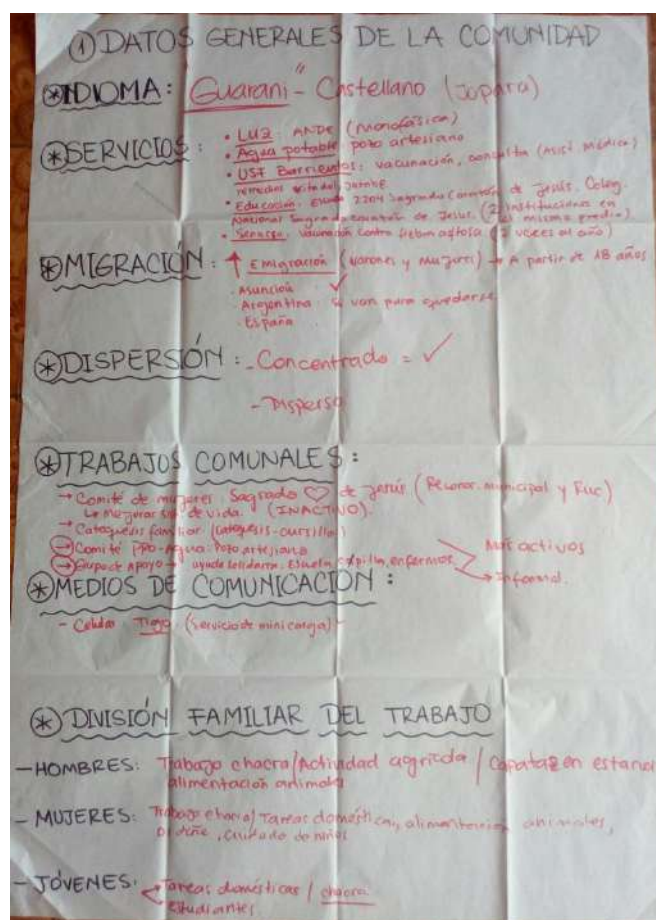 ① DATOS GENERALES DE LA COMUNIDAD
* IDIOMA: "Guarani" - Castellano (Jopara)
* SERVICIOS: • LUZ: ANDE (Monofásica)
• Agua potable: pozo artesiano
• USF Barrientos: vacunación, consulta (Asist. Médica)
remedios
• Educación: Escuela 2204 Sagrado Corazón de Jesús. Coleg.
Nacional Sagrado Corazón de Jesús. (2 instituciones en el mismo predio)
• Senacsa: vacunación contra fiebre aftosa (2 veces al año)
* MIGRACIÓN: ↑ Emigración (varones y mujeres) → A partir de 18 años
- Asunción ✓
- Argentina: se van para quedarse
- España
* DISPERSIÓN: - Concentrado = ✓
- Disperso
* TRABAJOS COMUNALES:
→ Comité de mujeres Sagrado ♡ de Jesús (Reconoc. Municipal y Ruc)
de vida. (INACTIVO).
→ Catequesis familiar (catequesis-cursillo)
→ Comité ppo-Agua: Pozo artesiano Más activos
→ Grupo de Apoyo → ayuda solidaria. Escuela, capilla, enfermos. → Informal.
* MEDIOS DE COMUNICACIÓN:
- Celular Tigo: (Servicio de mini carga) -
* DIVISIÓN FAMILIAR DEL TRABAJO
- HOMBRES: Trabajo chacra/Actividad agrícola / Capataz en estancia
alimentación animales
- MUJERES: Trabajo chacra/ Tareas domésticas, alimentación animales,
ordeñe, cuidado de niños
- JÓVENES: → Tareas domésticas / chacra
→ estudiantes